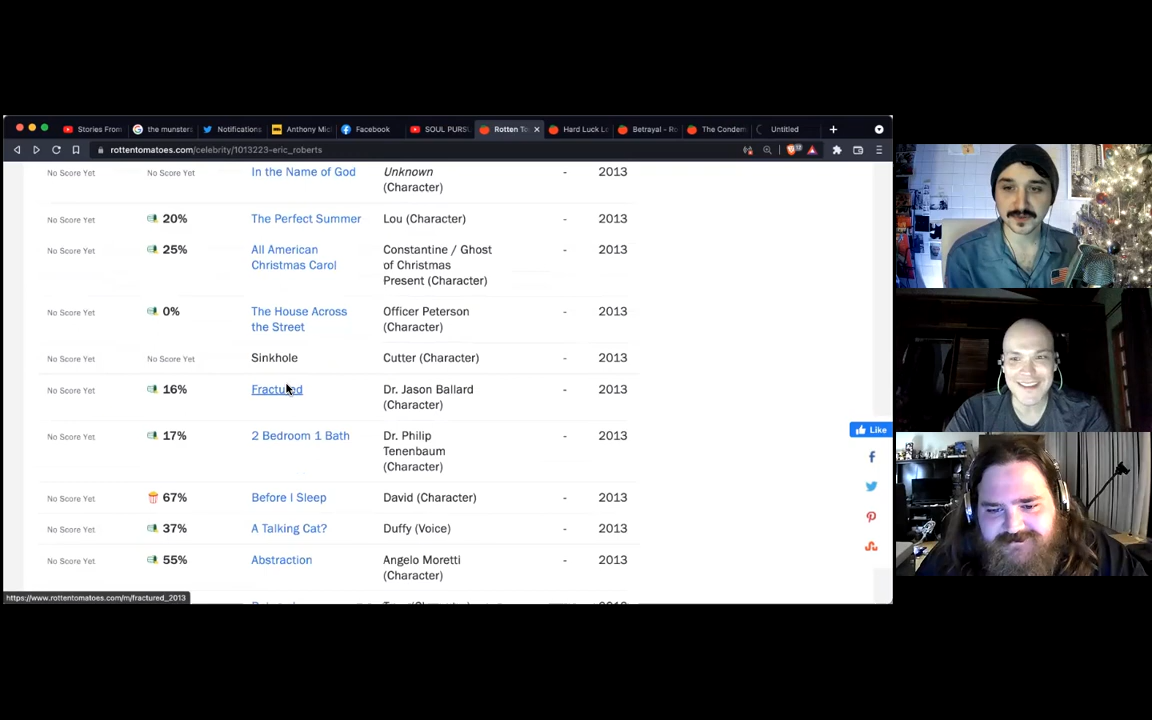 Stories From
the munsters
Notifications
Anthony Mic
Facebook
SOUL PURSU
Rotten To
Hard Luck Lo
Betrayal - Ro
The Condem
Untitled
rottentomatoes.com/celebrity/1013223-eric_roberts
No Score Yet No Score Yet In the Name of God Unknown - 2013
(Character)
No Score Yet 20% The Perfect Summer Lou (Character) - 2013
No Score Yet 25% All American Constantine / Ghost - 2013
Christmas Carol of Christmas
Present (Character)
No Score Yet 0% The House Across Officer Peterson - 2013
the Street (Character)
No Score Yet No Score Yet Sinkhole Cutter (Character) - 2013
No Score Yet 16% Fractured Dr. Jason Ballard - 2013
(Character)
Like
No Score Yet 17% 2 Bedroom 1 Bath Dr. Philip - 2013
Tenenbaum
(Character)
No Score Yet 67% Before I Sleep David (Character) - 2013
No Score Yet 37% A Talking Cat? Duffy (Voice) - 2013
No Score Yet 55% Abstraction Angelo Moretti - 2013
(Character)
https://www.rottentomatoes.com/m/fractured_2013